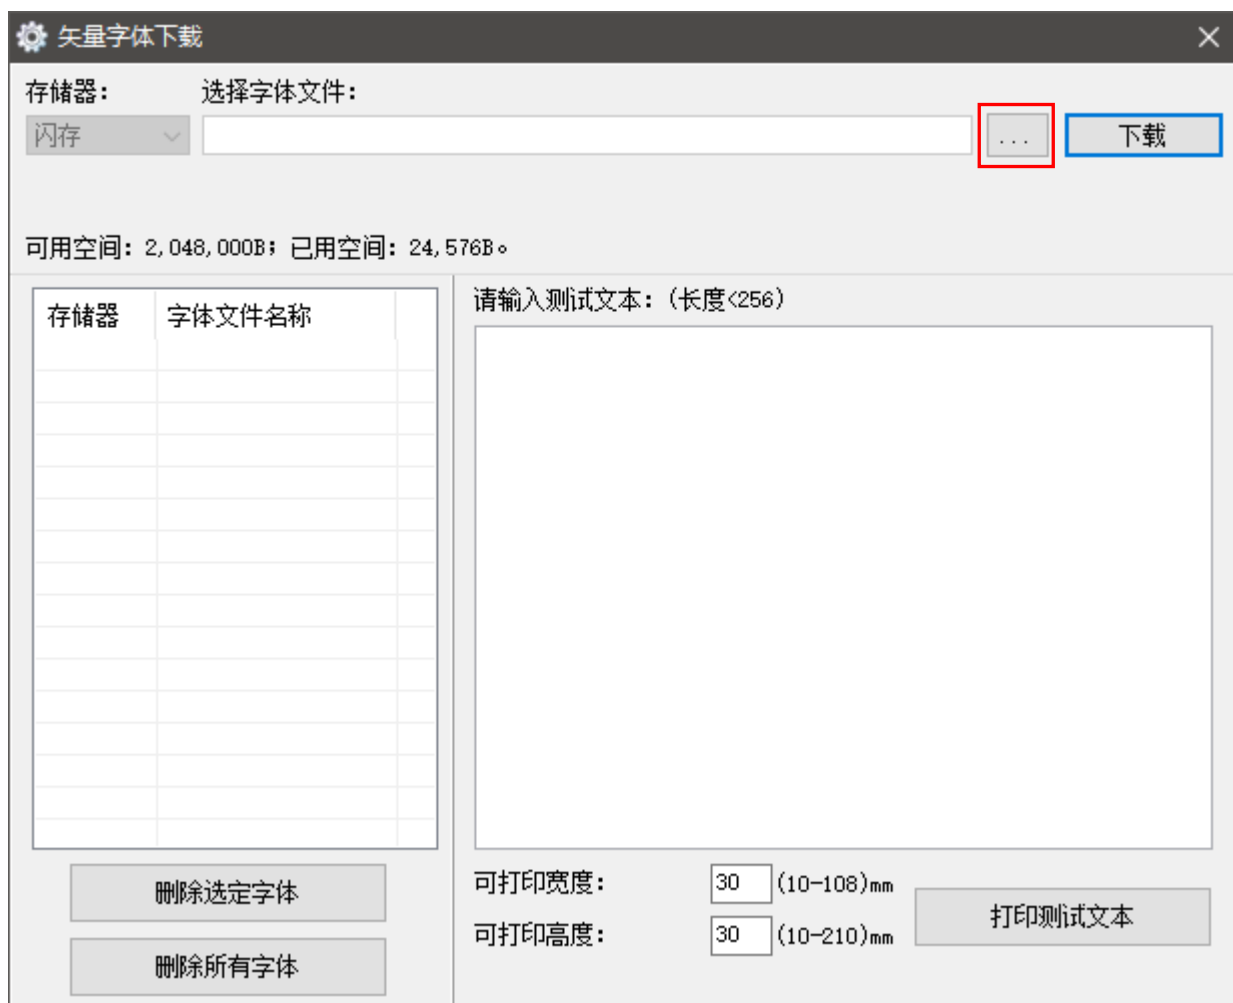 矢量字体下载
存储器： 选择字体文件：
闪存 ... 下载
可用空间：2,048,000B；已用空间：24,576B。
存储器 字体文件名称
请输入测试文本：(长度<256)
删除选定字体
删除所有字体
可打印宽度： 30 (10-108)mm
可打印高度： 30 (10-210)mm
打印测试文本